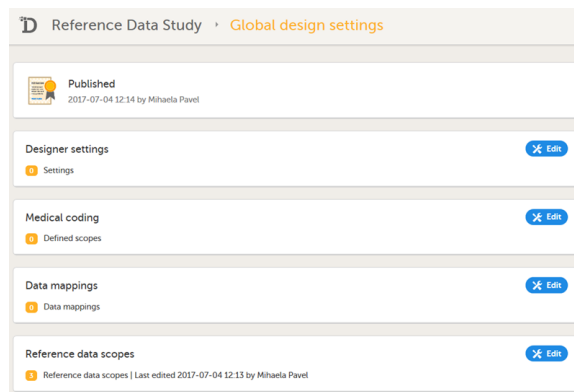 D Reference Data Study › Global design settings
Published
2017-07-04 12:14 by Mihaela Pavel
Designer settings
Edit
0 Settings
Medical coding
Edit
0 Defined scopes
Data mappings
Edit
0 Data mappings
Reference data scopes
Edit
3 Reference data scopes | Last edited 2017-07-04 12:13 by Mihaela Pavel